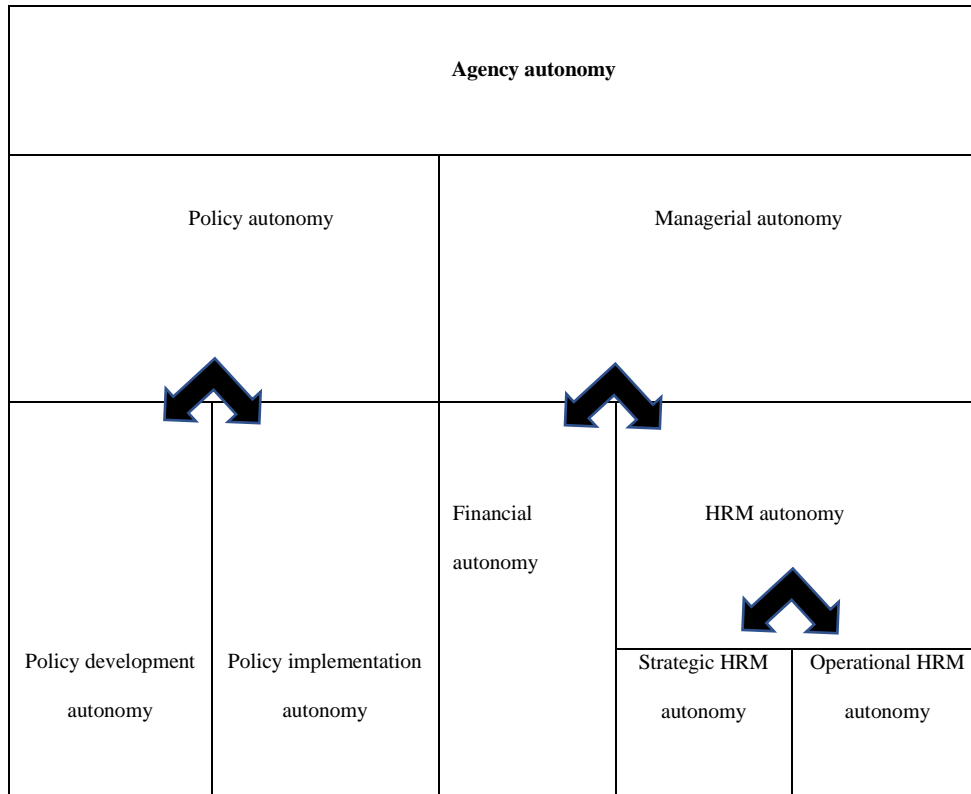 Agency autonomy
Policy autonomy
Managerial autonomy
Financial
autonomy
HRM autonomy
Policy development
autonomy
Policy implementation
autonomy
Strategic HRM
autonomy
Operational HRM
autonomy